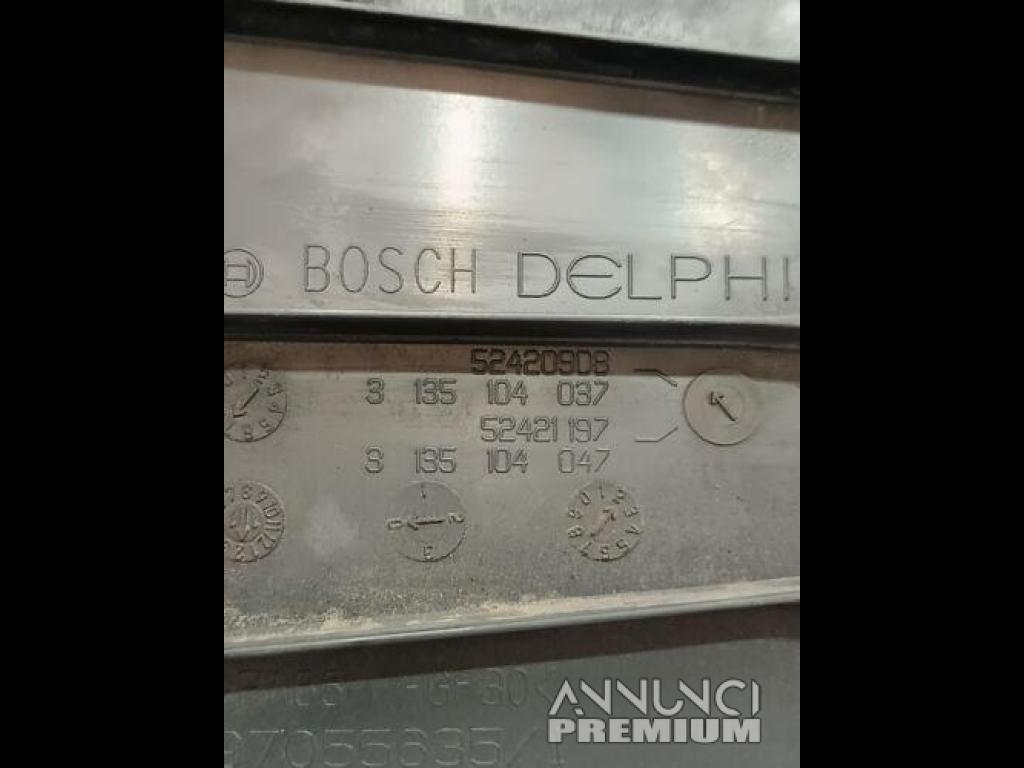 BOSCH DELPHI
52420908
3 135 104 037
52421197
3 135 104 047
ANNUNCI
PREMIUM